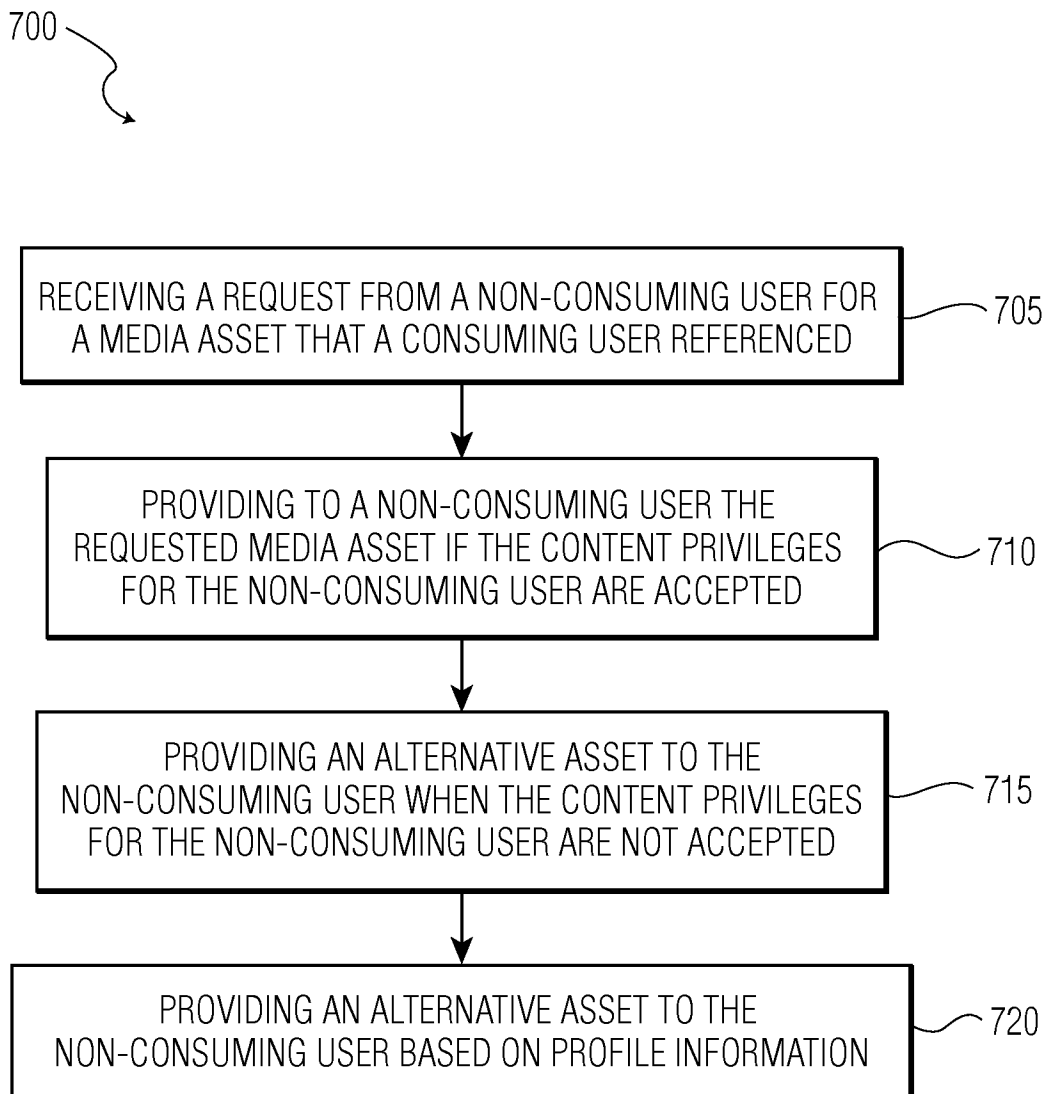 700
RECEIVING A REQUEST FROM A NON-CONSUMING USER FOR
A MEDIA ASSET THAT A CONSUMING USER REFERENCED
705
PROVIDING TO A NON-CONSUMING USER THE
REQUESTED MEDIA ASSET IF THE CONTENT PRIVILEGES
FOR THE NON-CONSUMING USER ARE ACCEPTED
710
PROVIDING AN ALTERNATIVE ASSET TO THE
NON-CONSUMING USER WHEN THE CONTENT PRIVILEGES
FOR THE NON-CONSUMING USER ARE NOT ACCEPTED
715
PROVIDING AN ALTERNATIVE ASSET TO THE
NON-CONSUMING USER BASED ON PROFILE INFORMATION
720